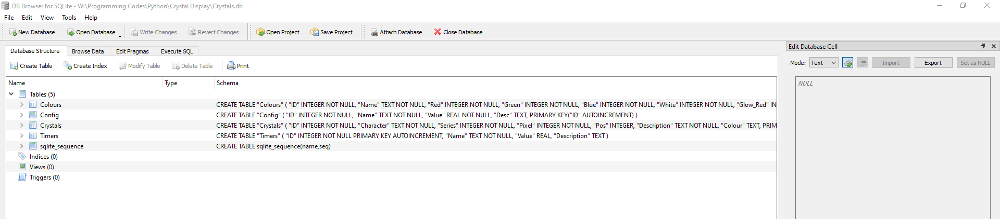 DB Browser for SQLite - W:\Programming Codes\Python\Crystal Display\Crystals.db
File Edit View Tools Help
New Database Open Database Write Changes Revert Changes Open Project Save Project Attach Database Close Database
Database Structure Browse Data Edit Pragmas Execute SQL
Create Table Create Index Modify Table Delete Table Print
Name Type Schema
Tables (5)
Colours CREATE TABLE "Colours" ( "ID" INTEGER NOT NULL, "Name" TEXT NOT NULL, "Red" INTEGER NOT NULL, "Green" INTEGER NOT NULL, "Blue" INTEGER NOT NULL, "White" INTEGER NOT NULL, "Glow_Red" IN
Config CREATE TABLE "Config" ( "ID" INTEGER NOT NULL, "Name" TEXT NOT NULL, "Value" REAL NOT NULL, "Desc" TEXT, PRIMARY KEY("ID" AUTOINCREMENT) )
Crystals CREATE TABLE "Crystals" ( "ID" INTEGER NOT NULL, "Character" TEXT NOT NULL, "Series" INTEGER NOT NULL, "Pixel" INTEGER NOT NULL, "Pos" INTEGER, "Description" TEXT NOT NULL, "Colour" TEXT, PRIM
Timers CREATE TABLE "Timers" ( "ID" INTEGER NOT NULL PRIMARY KEY AUTOINCREMENT, "Name" TEXT NOT NULL, "Value" REAL, "Description" TEXT )
sqlite_sequence CREATE TABLE sqlite_sequence(name,seq)
Indices (0)
Views (0)
Triggers (0)
Edit Database Cell
Mode: Text Import Export Set as NULL
NULL